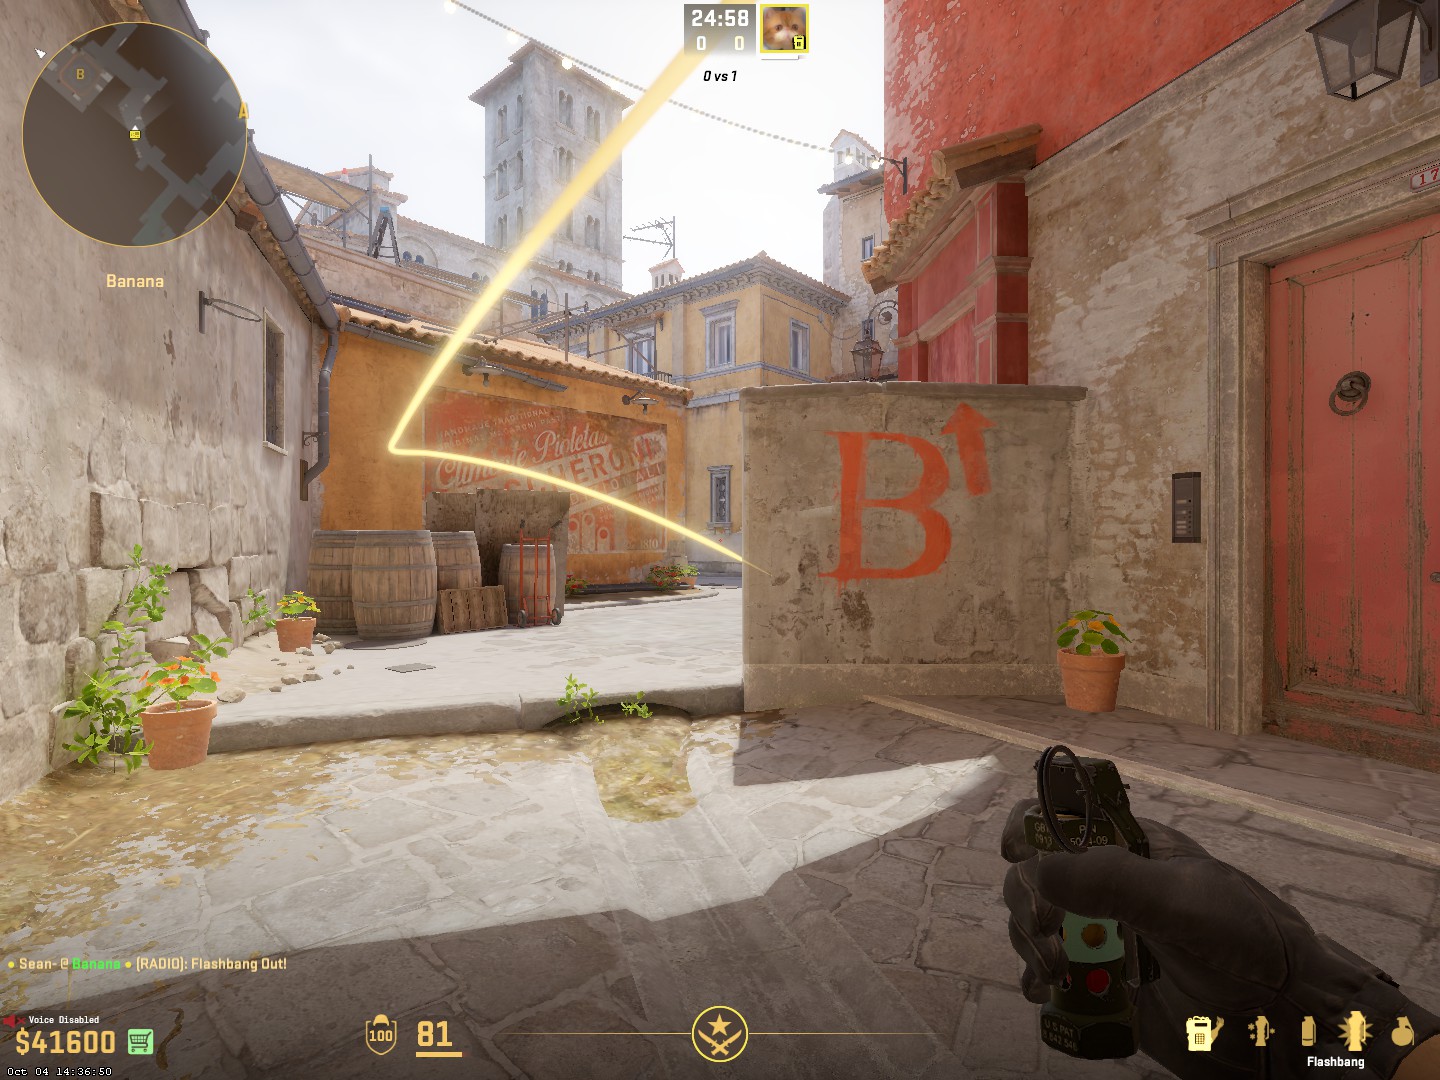 24:58
0 0
0 vs 1
B
A
Banana
17
B
● Sean- @ Banana ● [RADIO]: Flashbang Out!
Voice Disabled
$41600
100
81
Flashbang
Oct 04 14:36:50